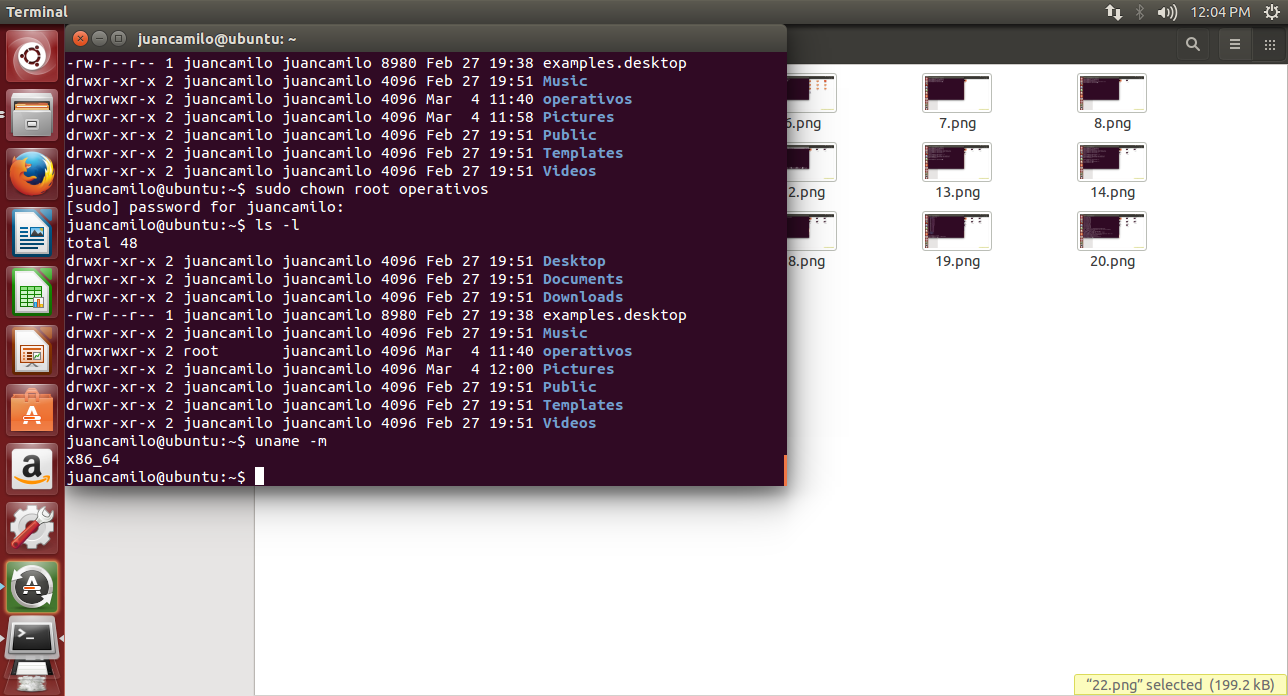 Terminal
12:04 PM
juancamilo@ubuntu: ~
-rw-r--r-- 1 juancamilo juancamilo 8980 Feb 27 19:38 examples.desktop
drwxr-xr-x 2 juancamilo juancamilo 4096 Feb 27 19:51 Music
drwxrwxr-x 2 juancamilo juancamilo 4096 Mar  4 11:40 operativos
drwxr-xr-x 2 juancamilo juancamilo 4096 Mar  4 11:58 Pictures
drwxr-xr-x 2 juancamilo juancamilo 4096 Feb 27 19:51 Public
drwxr-xr-x 2 juancamilo juancamilo 4096 Feb 27 19:51 Templates
drwxr-xr-x 2 juancamilo juancamilo 4096 Feb 27 19:51 Videos
juancamilo@ubuntu:~$ sudo chown root operativos
[sudo] password for juancamilo:
juancamilo@ubuntu:~$ ls -l
total 48
drwxr-xr-x 2 juancamilo juancamilo 4096 Feb 27 19:51 Desktop
drwxr-xr-x 2 juancamilo juancamilo 4096 Feb 27 19:51 Documents
drwxr-xr-x 2 juancamilo juancamilo 4096 Feb 27 19:51 Downloads
-rw-r--r-- 1 juancamilo juancamilo 8980 Feb 27 19:38 examples.desktop
drwxr-xr-x 2 juancamilo juancamilo 4096 Feb 27 19:51 Music
drwxrwxr-x 2 root       juancamilo 4096 Mar  4 11:40 operativos
drwxr-xr-x 2 juancamilo juancamilo 4096 Mar  4 12:00 Pictures
drwxr-xr-x 2 juancamilo juancamilo 4096 Feb 27 19:51 Public
drwxr-xr-x 2 juancamilo juancamilo 4096 Feb 27 19:51 Templates
drwxr-xr-x 2 juancamilo juancamilo 4096 Feb 27 19:51 Videos
juancamilo@ubuntu:~$ uname -m
x86_64
juancamilo@ubuntu:~$
6.png 7.png 8.png
2.png 13.png 14.png
8.png 19.png 20.png
“22.png” selected (199.2 kB)